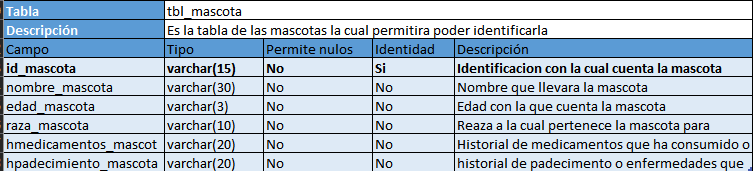 Tabla tbl_mascota
Descripción Es la tabla de las mascotas la cual permitira poder identificarla
Campo Tipo Permite nulos Identidad Descripción
id_mascota varchar(15) No Si Identificacion con la cual cuenta la mascota
nombre_mascota varchar(30) No No Nombre que llevara la mascota
edad_mascota varchar(3) No No Edad con la que cuenta la mascota
raza_mascota varchar(10) No No Reaza a la cual pertenece la mascota para
hmedicamentos_mascot varchar(20) No No Historial de medicamentos que ha consumido o
hpadecimiento_mascota varchar(20) No No historial de padecimento o enfermedades que